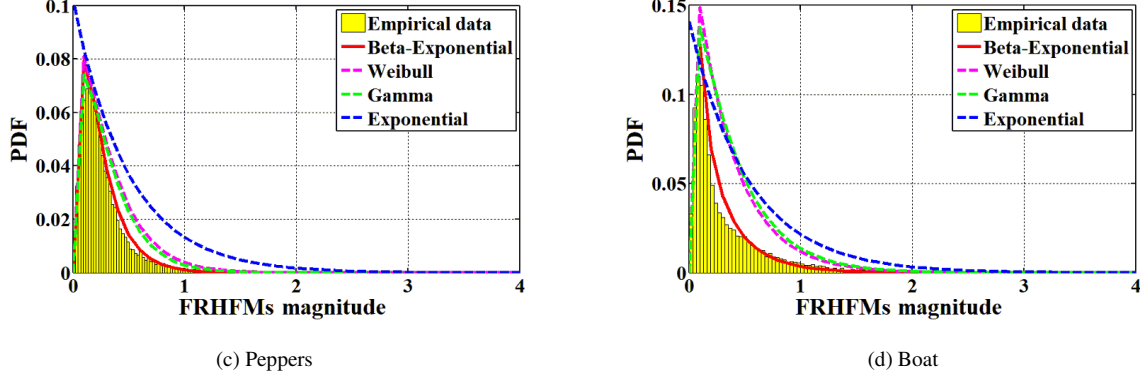 0.1
0.08
0.06
0.04
0.02
0
PDF
Empirical data
Beta-Exponential
Weibull
Gamma
Exponential
0 1 2 3 4
FRHFMs magnitude
(c) Peppers
0.15
0.1
0.05
0
PDF
Empirical data
Beta-Exponential
Weibull
Gamma
Exponential
0 1 2 3 4
FRHFMs magnitude
(d) Boat